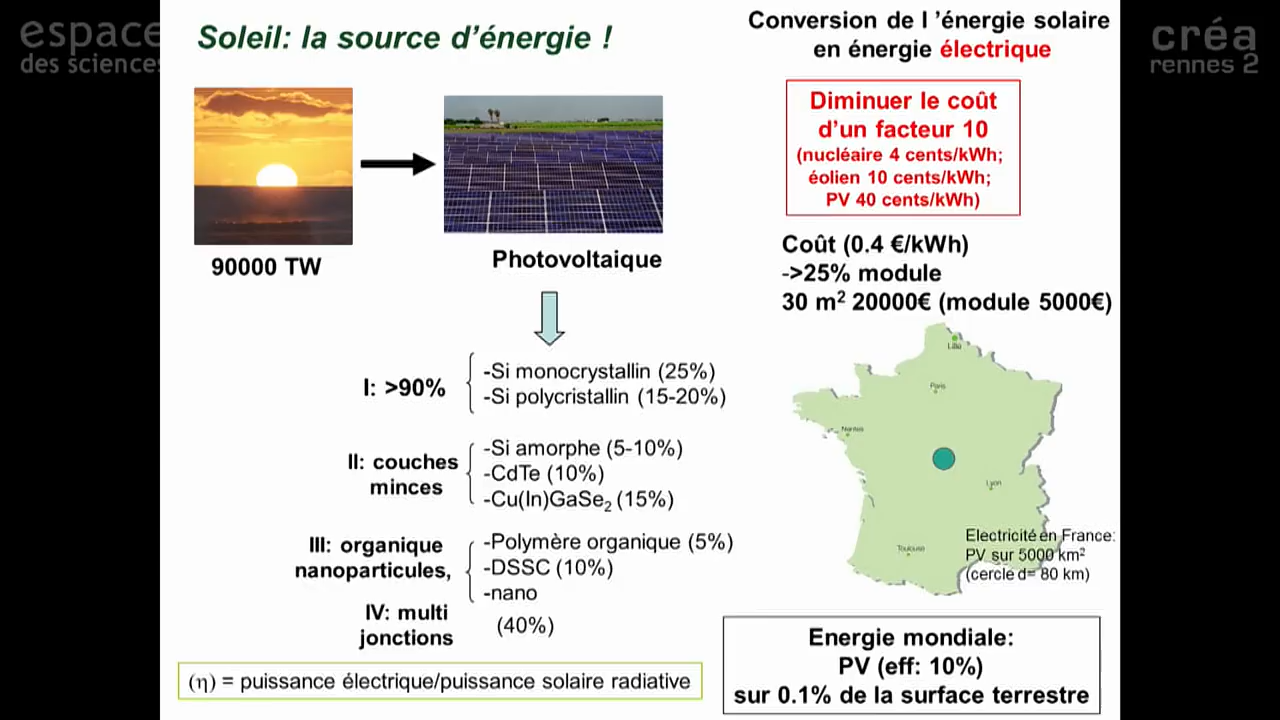 espace
des sciences
créa
rennes 2
Soleil: la source d'énergie !
Conversion de l 'énergie solaire
en énergie électrique
Diminuer le coût
d'un facteur 10
(nucléaire 4 cents/kWh;
éolien 10 cents/kWh;
PV 40 cents/kWh)
90000 TW
Photovoltaique
Coût (0.4 €/kWh)
->25% module
30 m² 20000€ (module 5000€)
I: >90%
-Si monocrystallin (25%)
-Si polycristallin (15-20%)
II: couches
minces
-Si amorphe (5-10%)
-CdTe (10%)
-Cu(In)GaSe₂ (15%)
III: organique
nanoparticules,
-Polymère organique (5%)
-DSSC (10%)
-nano
IV: multi
jonctions
(40%)
(η) = puissance électrique/puissance solaire radiative
Lille
Paris
Nantes
Lyon
Toulouse
Electricité en France:
PV sur 5000 km²
(cercle d= 80 km)
Energie mondiale:
PV (eff: 10%)
sur 0.1% de la surface terrestre